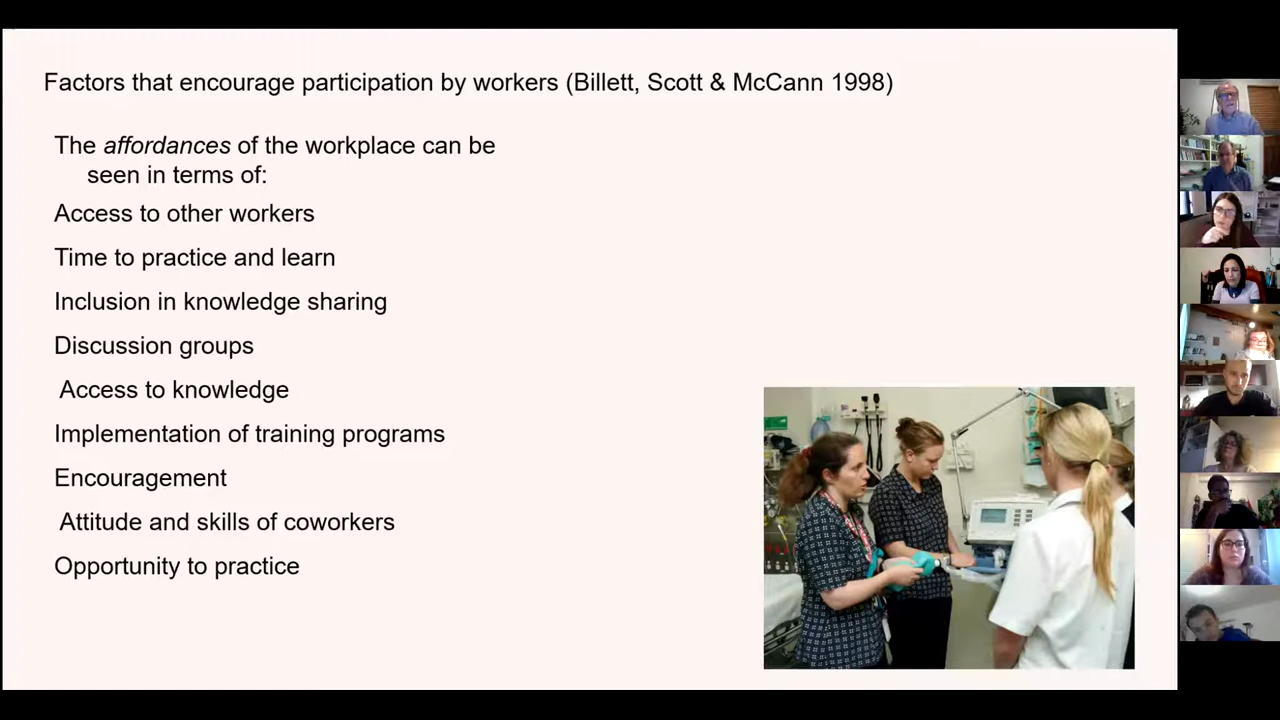 Factors that encourage participation by workers (Billett, Scott & McCann 1998)
The affordances of the workplace can be
seen in terms of:
Access to other workers
Time to practice and learn
Inclusion in knowledge sharing
Discussion groups
Access to knowledge
Implementation of training programs
Encouragement
Attitude and skills of coworkers
Opportunity to practice